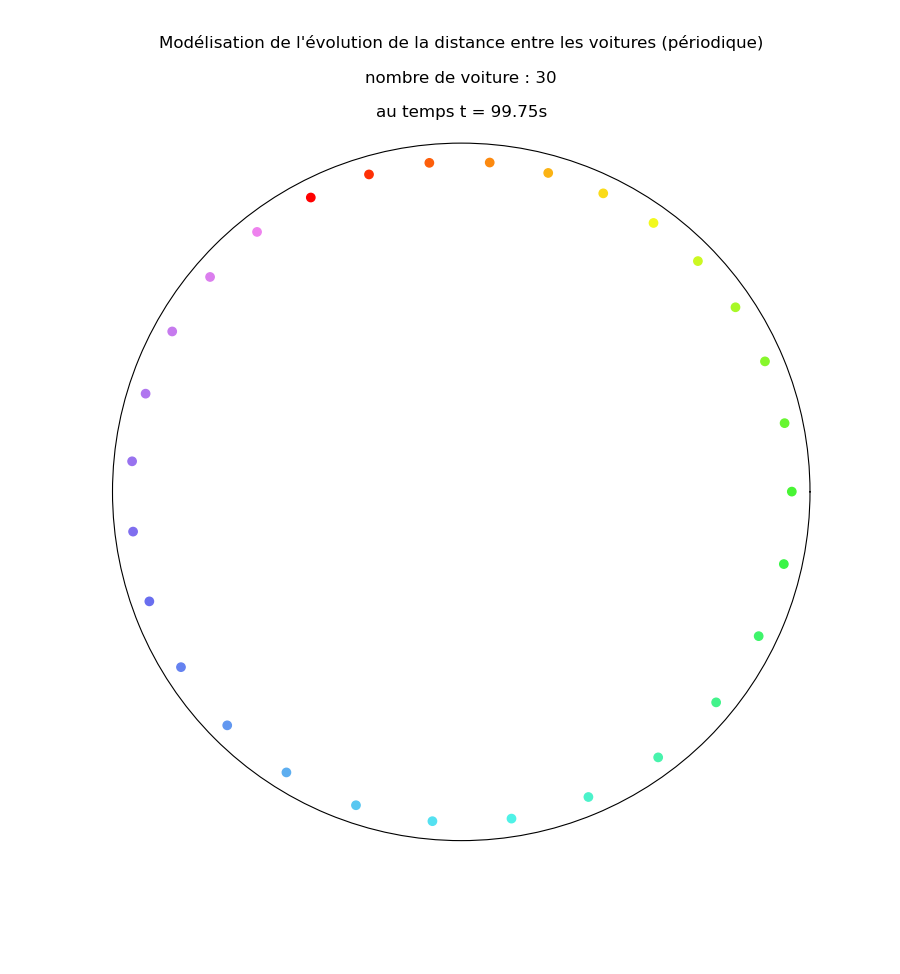 Modélisation de l'évolution de la distance entre les voitures (périodique)
nombre de voiture : 30
au temps t = 99.75s